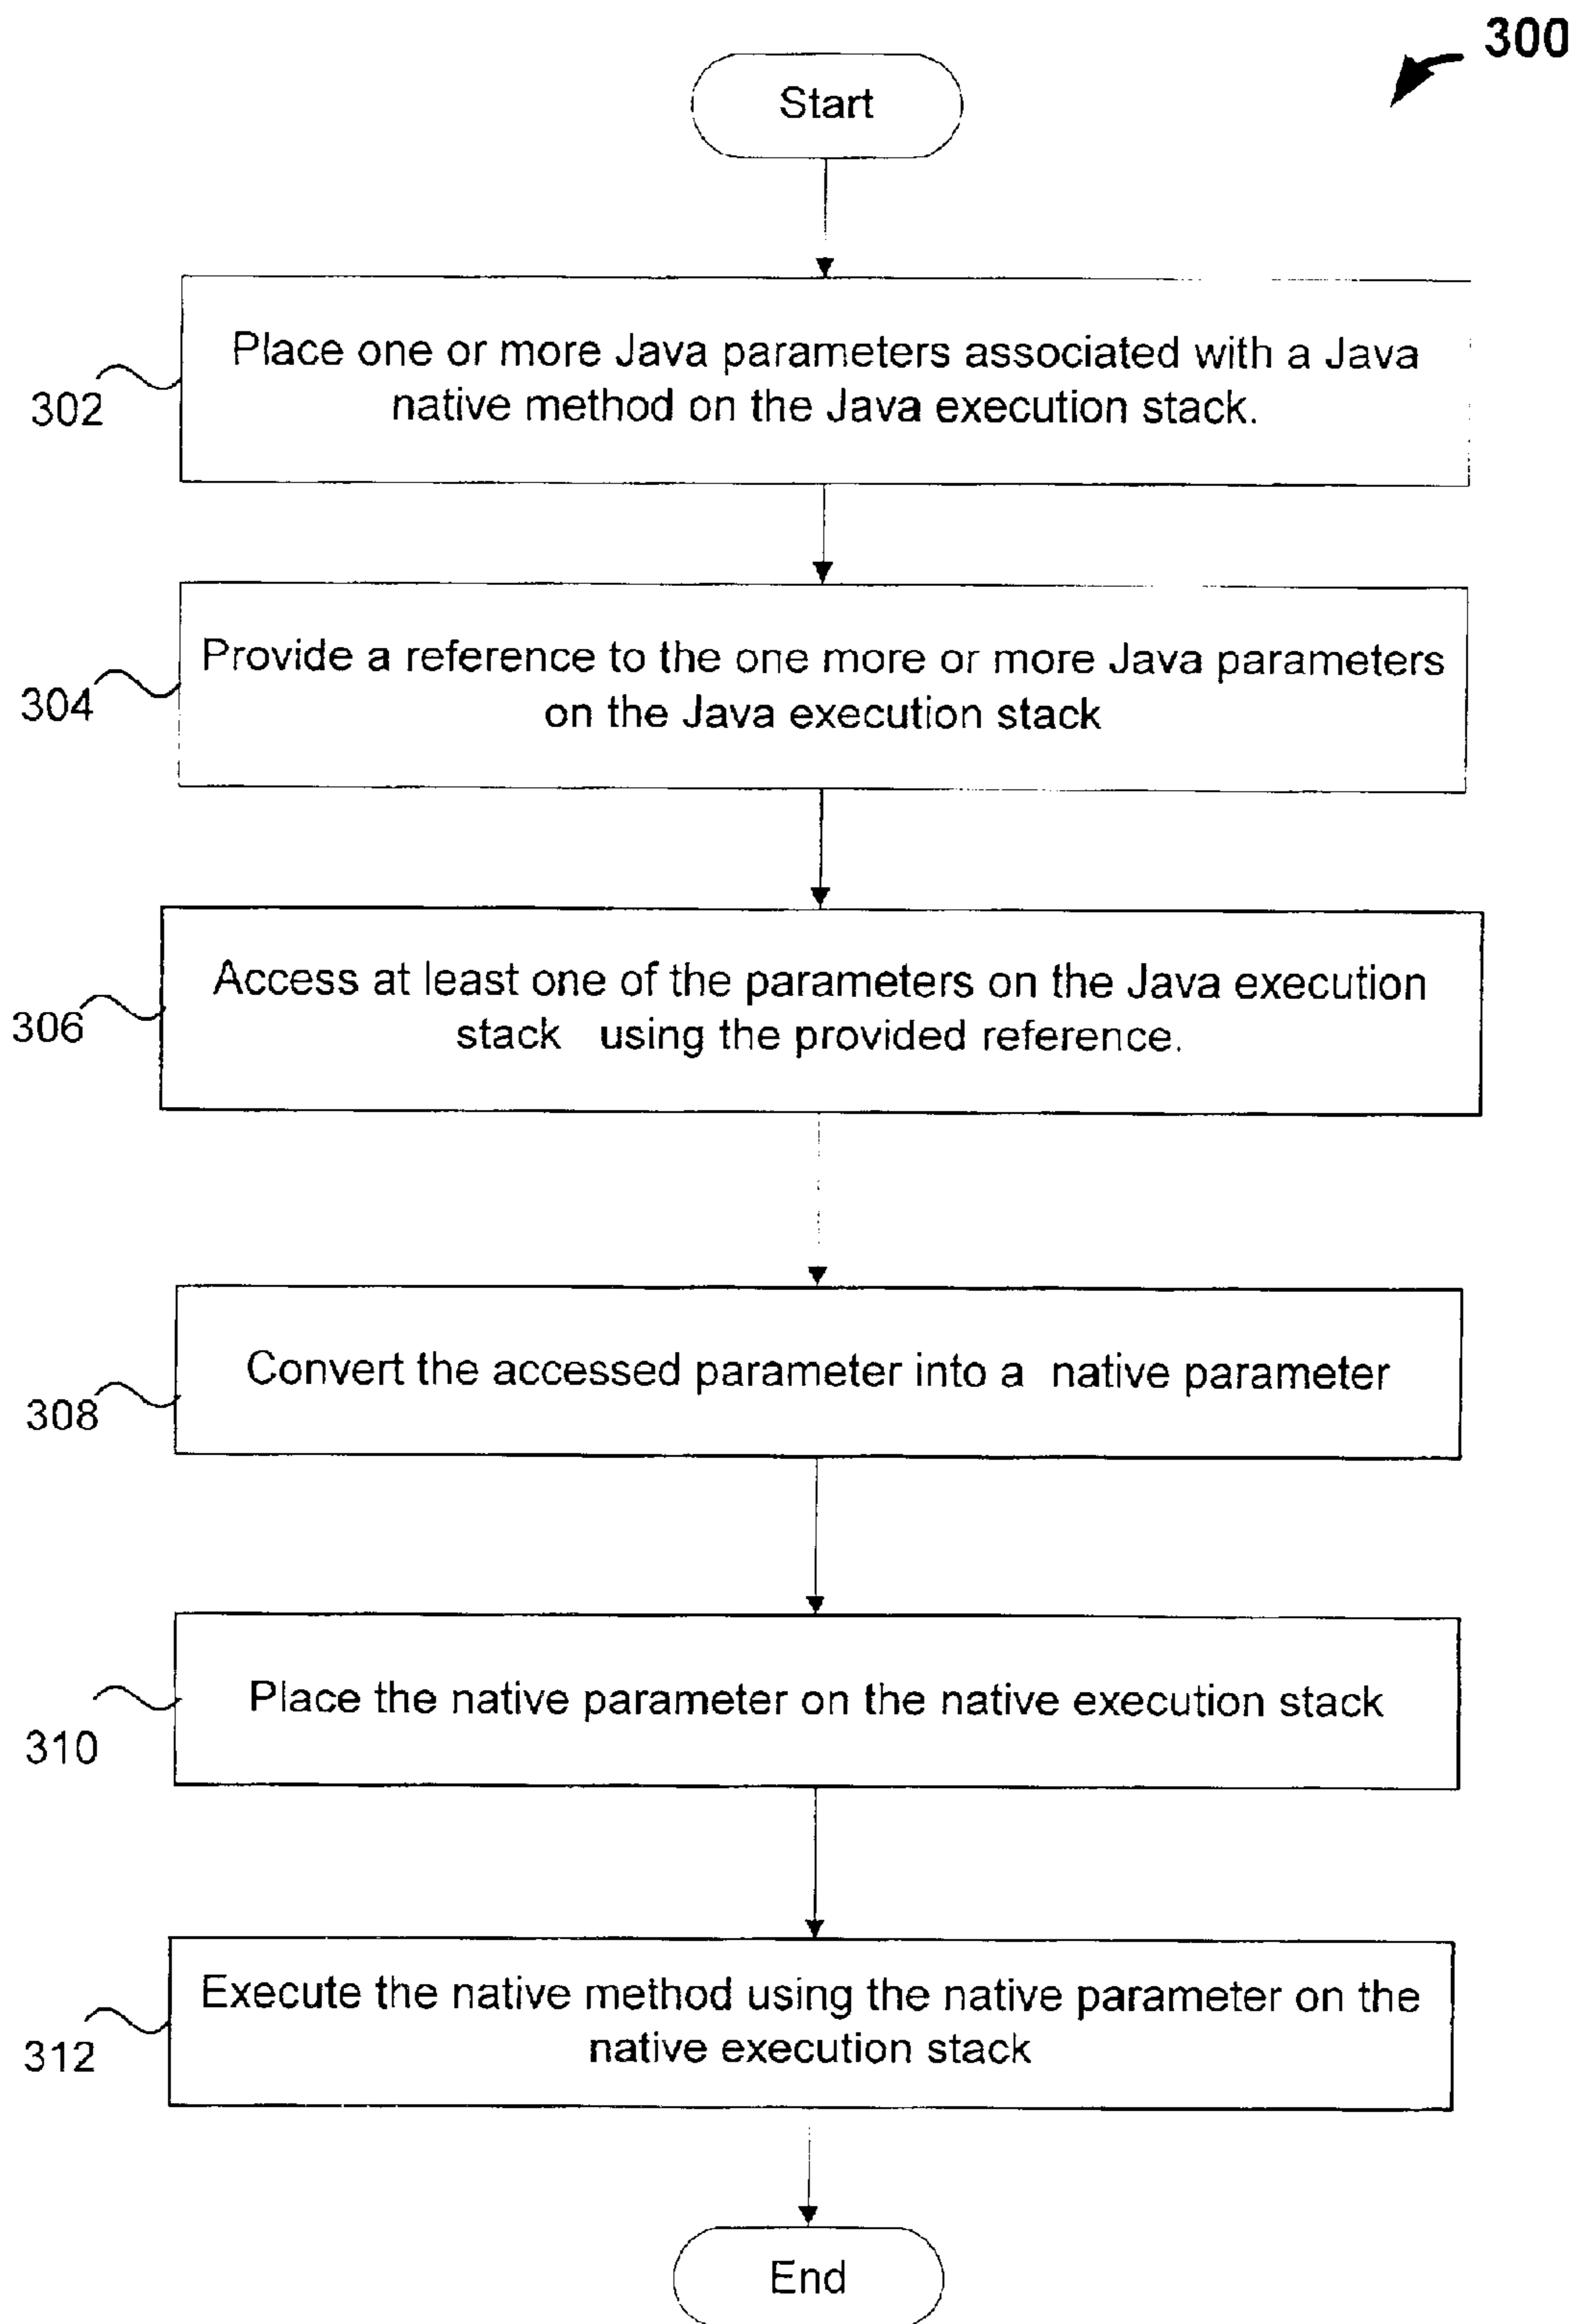 300
Start
Place one or more Java parameters associated with a Java
native method on the Java execution stack.
302
Provide a reference to the one more or more Java parameters
on the Java execution stack
304
Access at least one of the parameters on the Java execution
stack using the provided reference.
306
Convert the accessed parameter into a native parameter
308
Place the native parameter on the native execution stack
310
Execute the native method using the native parameter on the
native execution stack
312
End